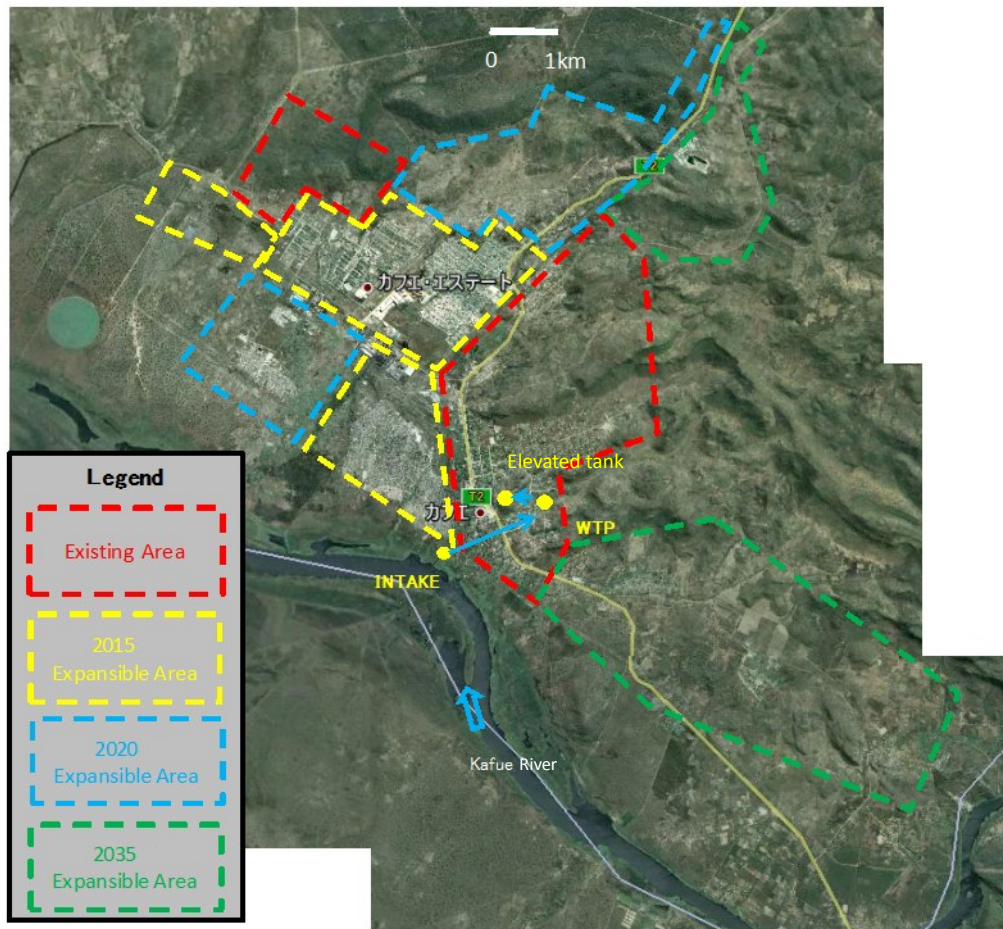 0 1km
カフエ・エステート
Elevated tank
T2
カフエ
WTP
INTAKE
Kafue River
Legend
Existing Area
2015
Expansible Area
2020
Expansible Area
2035
Expansible Area